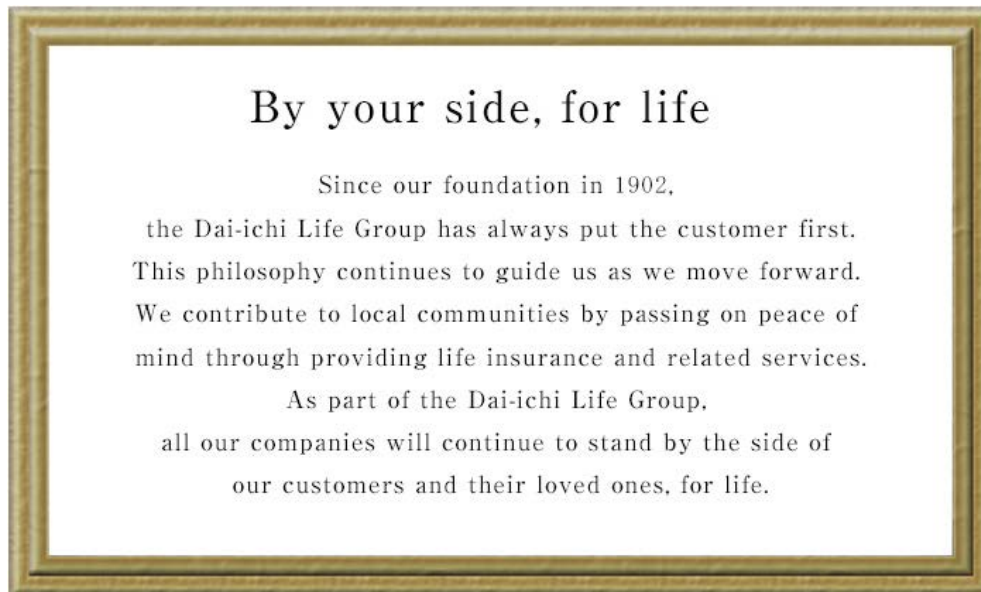 By your side, for life
Since our foundation in 1902,
the Dai-ichi Life Group has always put the customer first.
This philosophy continues to guide us as we move forward.
We contribute to local communities by passing on peace of
mind through providing life insurance and related services.
As part of the Dai-ichi Life Group,
all our companies will continue to stand by the side of
our customers and their loved ones, for life.